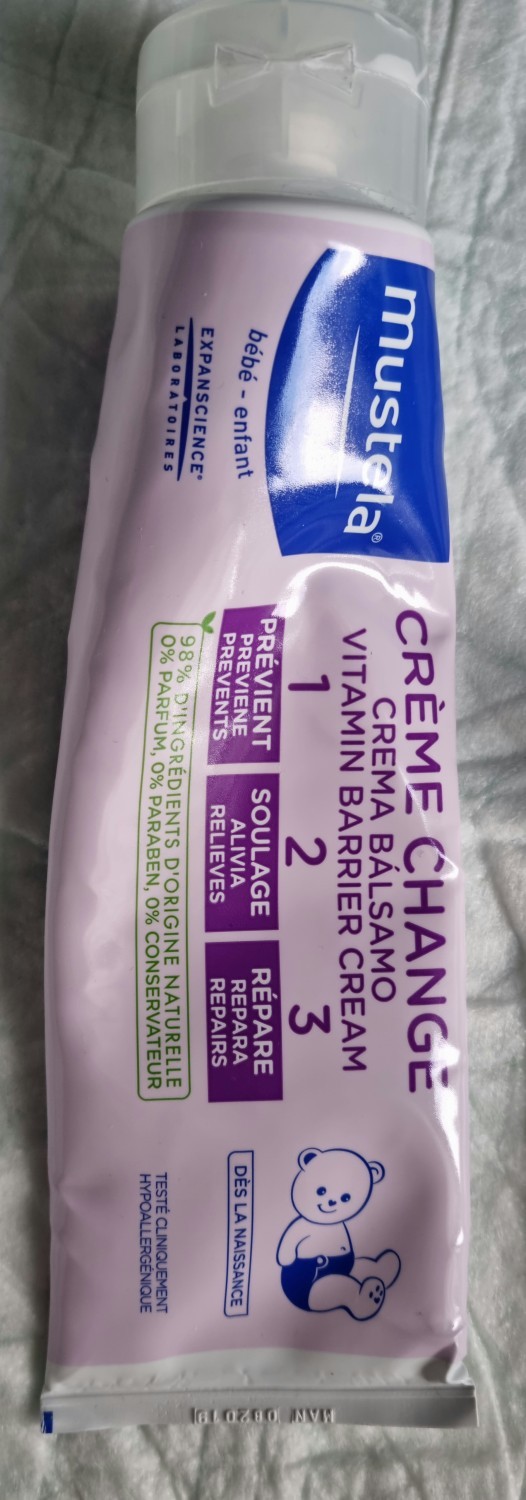 mustela®
bébé - enfant
EXPANSCIENCE®
LABORATOIRES
CRÈME CHANGE
CREMA BÁLSAMO
VITAMIN BARRIER CREAM
1
PRÉVIENT
PREVIENE
PREVENTS
2
SOULAGE
ALIVIA
RELIEVES
3
RÉPARE
REPARA
REPAIRS
98% D'INGRÉDIENTS D'ORIGINE NATURELLE
0% PARFUM, 0% PARABEN, 0% CONSERVATEUR
DÈS LA NAISSANCE
TESTÉ CLINIQUEMENT
HYPOALLERGÉNIQUE
MAN 082019